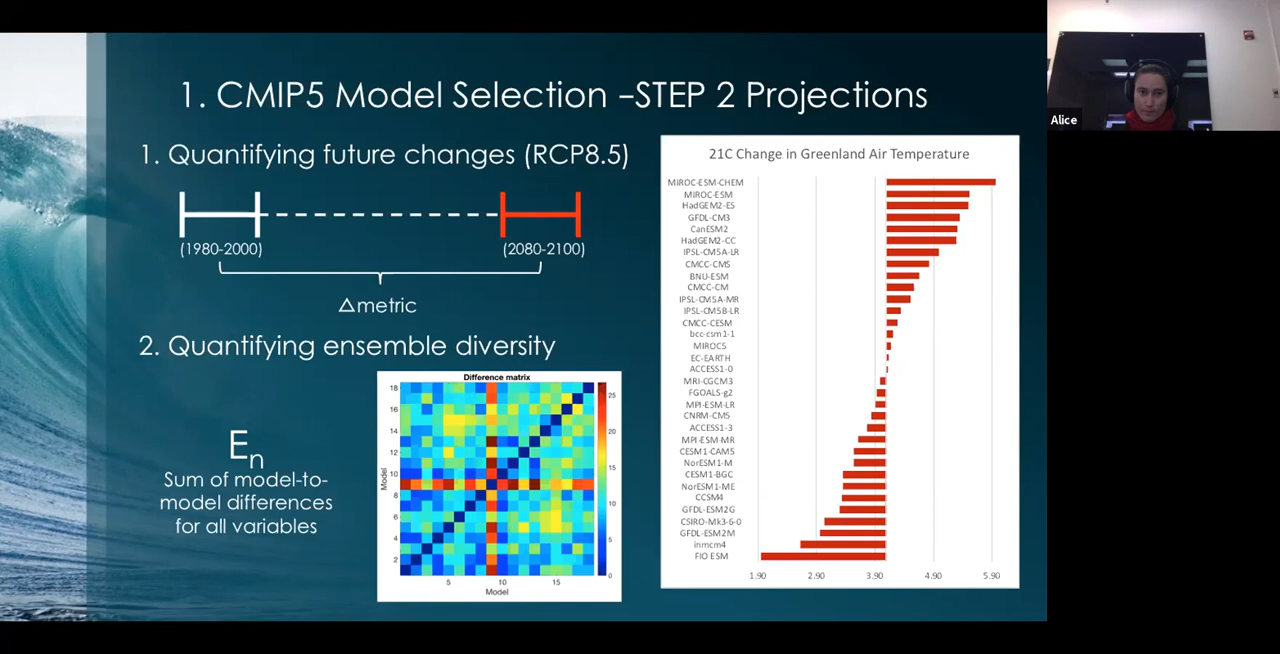 1. CMIP5 Model Selection –STEP 2 Projections
1. Quantifying future changes (RCP8.5)
(1980-2000)
(2080-2100)
Δmetric
2. Quantifying ensemble diversity
En
Sum of model-to-
model differences
for all variables
Difference matrix
Model
18
16
14
12
10
8
6
4
2
5
10
15
Model
25
20
15
10
5
0
21C Change in Greenland Air Temperature
MIROC-ESM-CHEM
MIROC-ESM
HadGEM2-ES
GFDL-CM3
CanESM2
HadGEM2-CC
IPSL-CM5A-LR
CMCC-CMS
BNU-ESM
CMCC-CM
IPSL-CM5A-MR
IPSL-CM5B-LR
CMCC-CESM
bcc-csm1-1
MIROC5
EC-EARTH
ACCESS1-0
MRI-CGCM3
FGOALS-g2
MPI-ESM-LR
CNRM-CM5
ACCESS1-3
MPI-ESM-MR
CESM1-CAM5
NorESM1-M
CESM1-BGC
NorESM1-ME
CCSM4
GFDL-ESM2G
CSIRO-Mk3-6-0
GFDL-ESM2M
inmcm4
FIO ESM
1.90 2.90 3.90 4.90 5.90
Alice